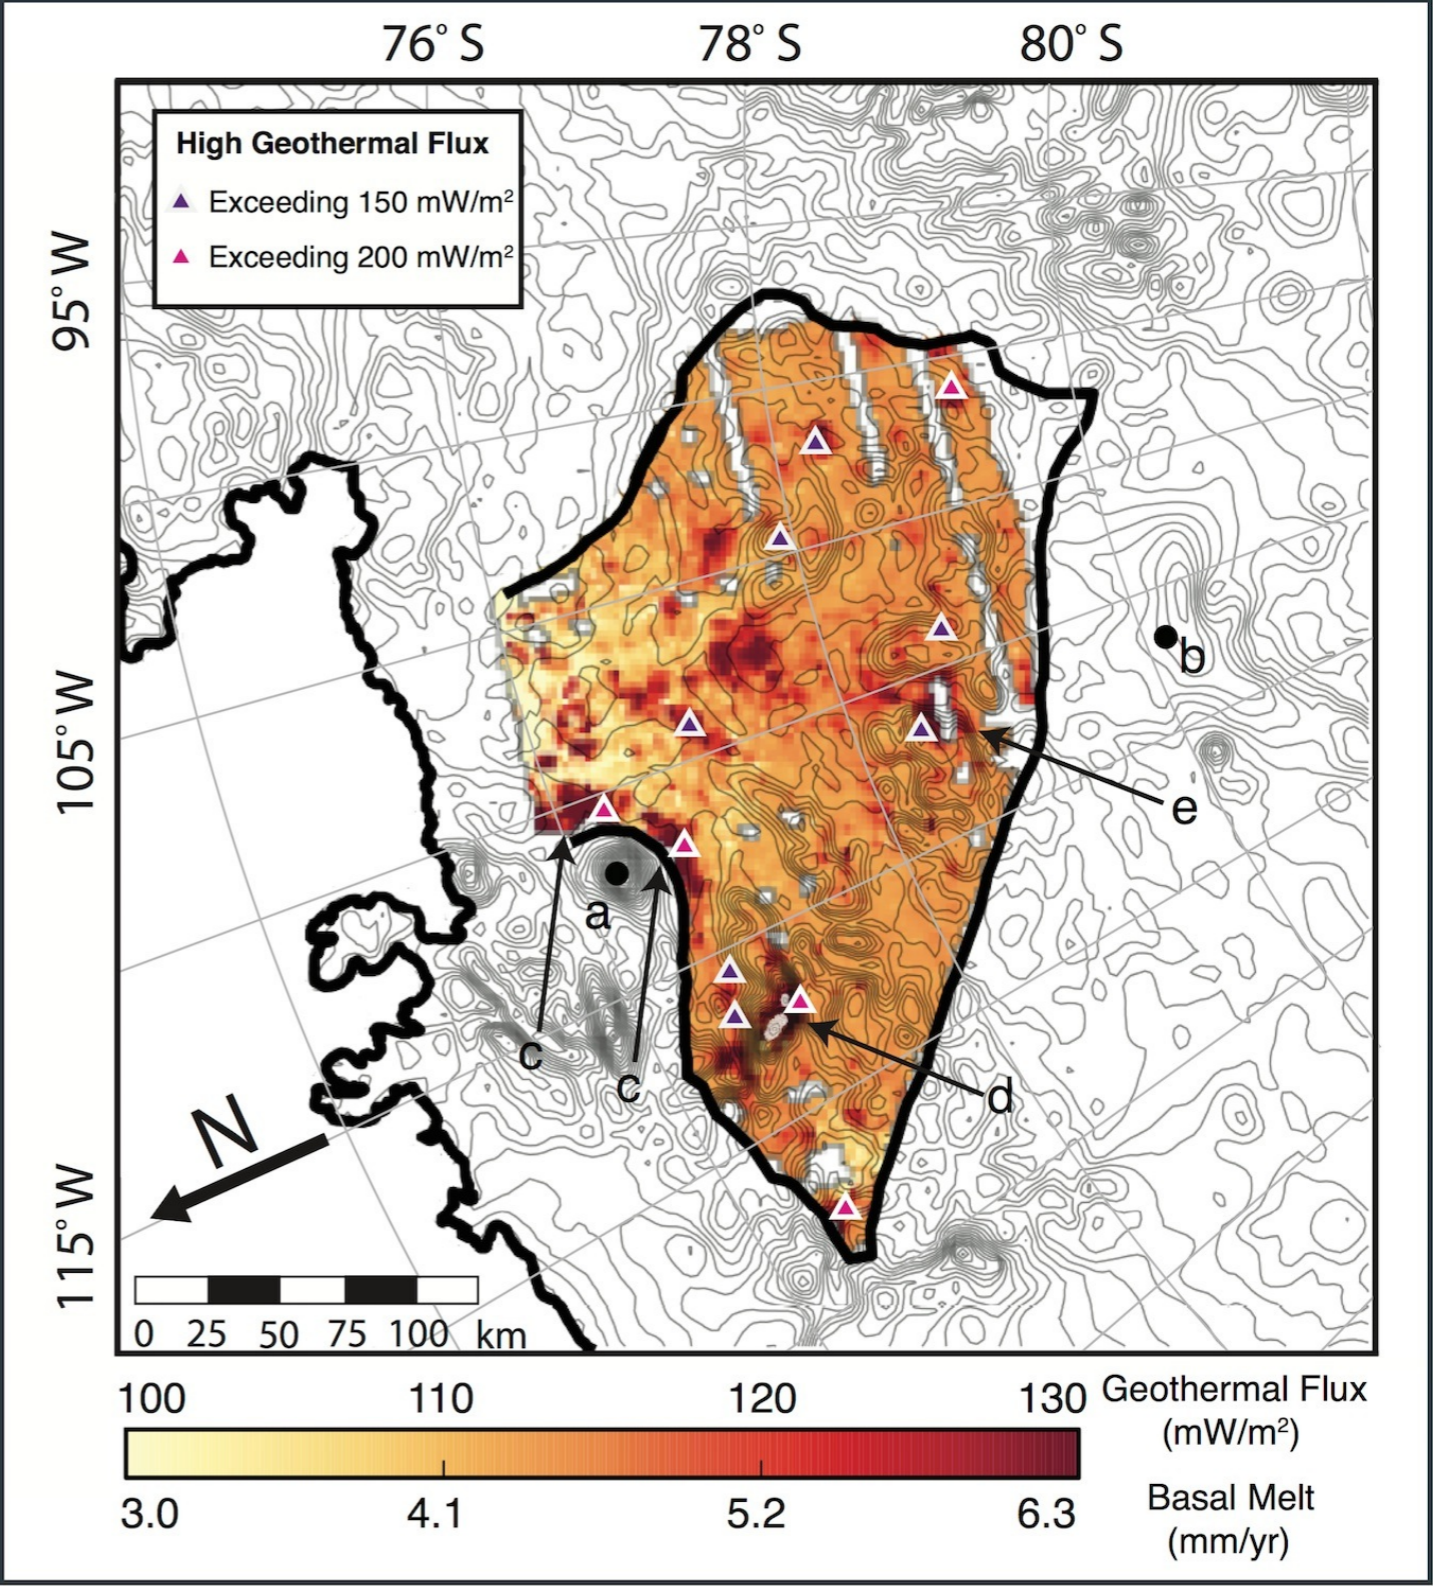 76° S 78° S 80° S
High Geothermal Flux
Exceeding 150 mW/m²
Exceeding 200 mW/m²
95° W
105° W
115° W
b
e
a
c
c
d
N
0 25 50 75 100 km
100 110 120 130 Geothermal Flux
(mW/m²)
3.0 4.1 5.2 6.3 Basal Melt
(mm/yr)